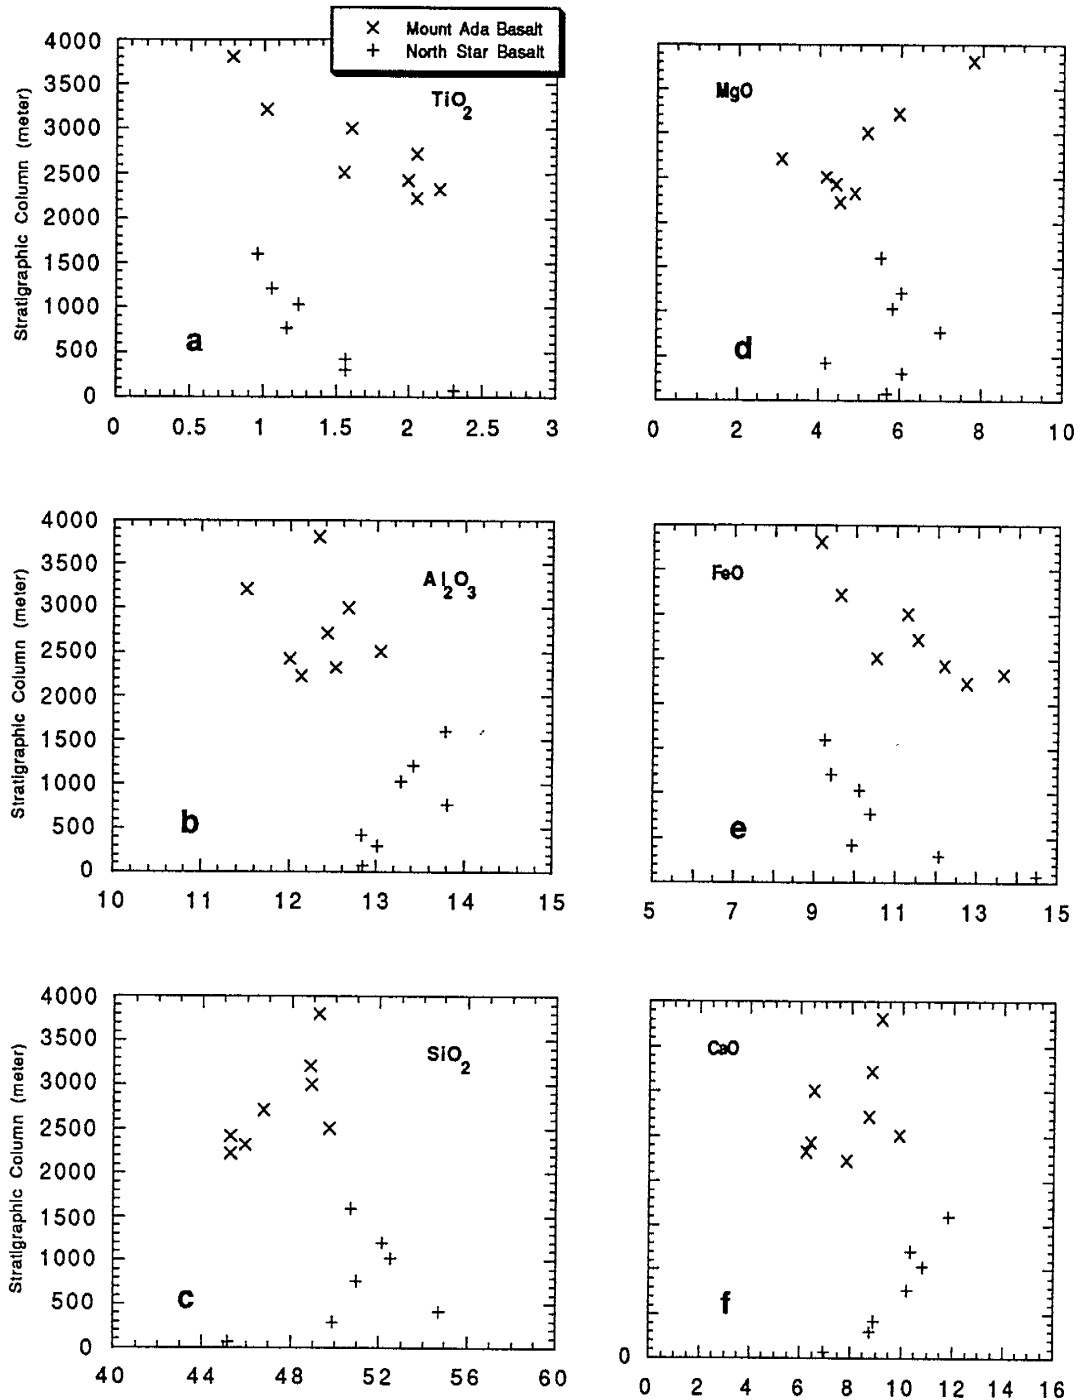 × Mount Ada Basalt
+ North Star Basalt
Stratigraphic Column (meter)
4000
3500
3000
2500
2000
1500
1000
500
0
TiO2
a
0 0.5 1 1.5 2 2.5 3
MgO
d
0 2 4 6 8 10
Stratigraphic Column (meter)
4000
3500
3000
2500
2000
1500
1000
500
0
Al2O3
b
10 11 12 13 14 15
FeO
e
5 7 9 11 13 15
Stratigraphic Column (meter)
4000
3500
3000
2500
2000
1500
1000
500
0
SiO2
c
40 44 48 52 56 60
CaO
f
0
0 2 4 6 8 10 12 14 16